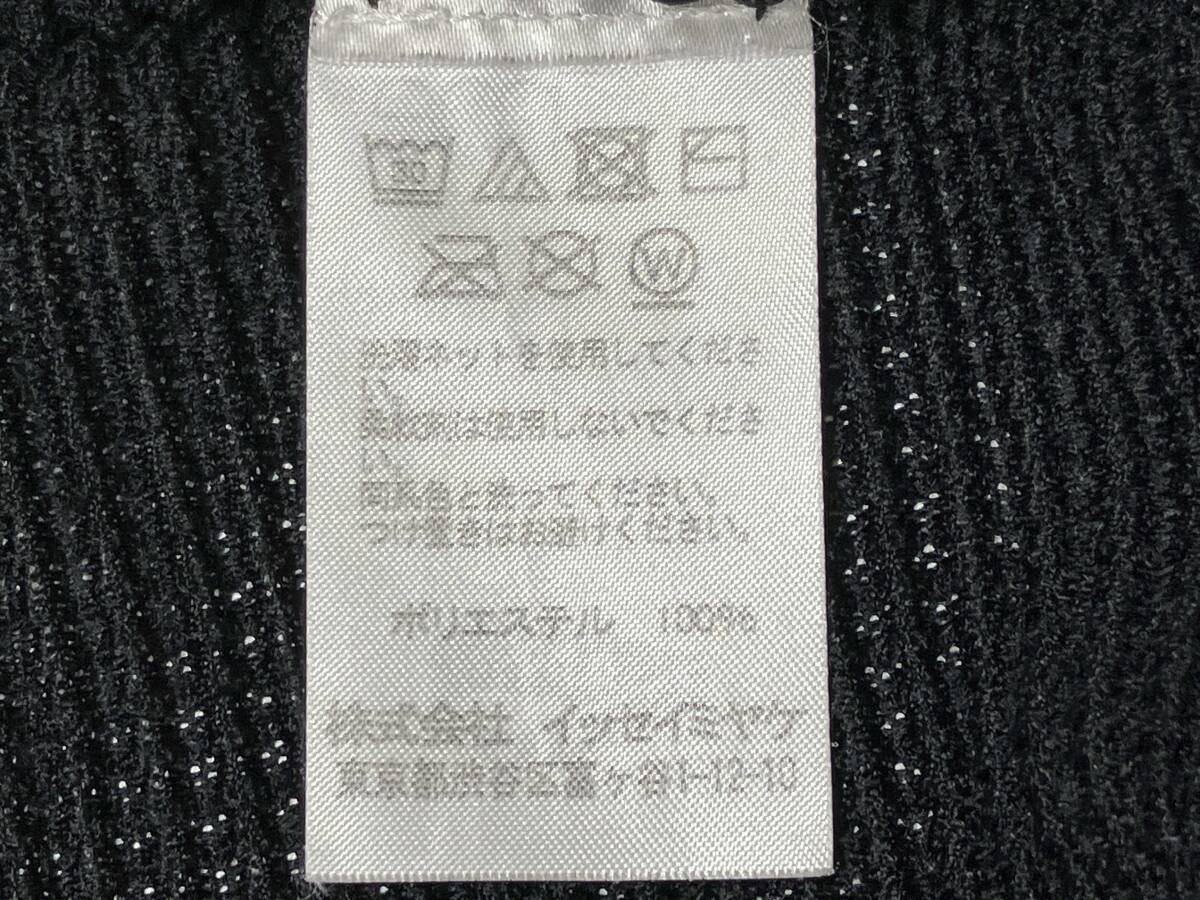 30
W
洗濯ネットを使用してくださ
い。
柔軟剤は使用しないでくださ
い。
同系色と洗ってください。
つけ置きはお避けください。
ポリエステル 100%
株式会社 イッセイミヤケ
東京都渋谷区富ヶ谷1-12-10